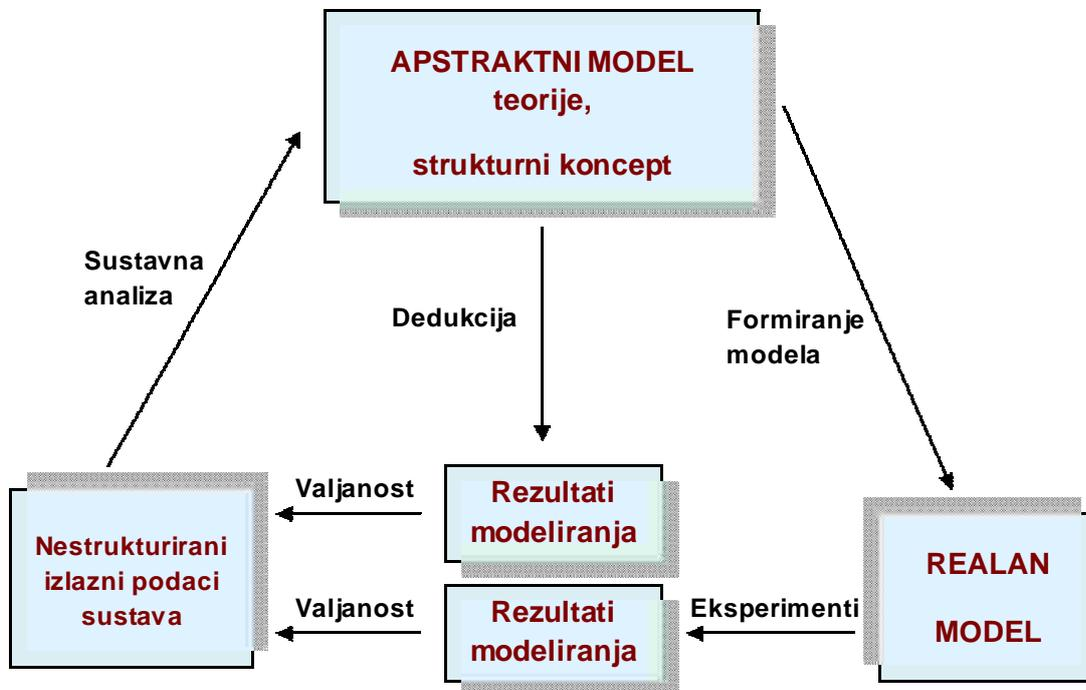 APSTRAKTNI MODEL
teorije,
strukturni koncept
Sustavna
analiza
Dedukcija
Formiranje
modela
Nestrukturirani
izlazni podaci
sustava
Valjanost
Rezultati
modeliranja
Valjanost
Rezultati
modeliranja
Eksperimenti
REALAN
MODEL